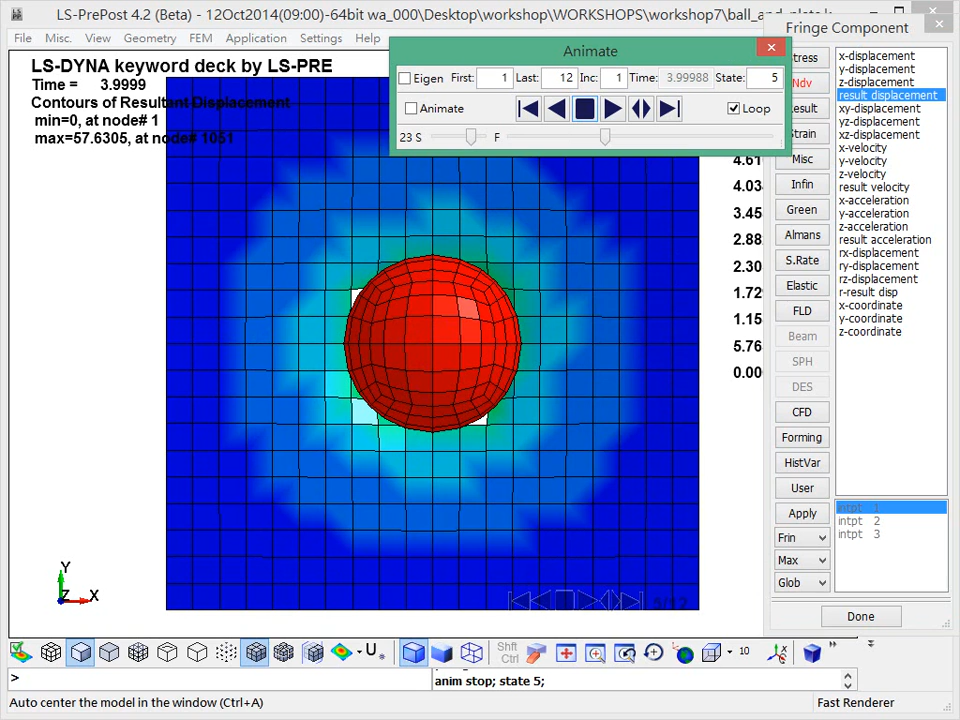 LS-PrePost 4.2 (Beta) - 12Oct2014(09:00)-64bit wa_000\Desktop\workshop\WORKSHOPS\workshop7\ball_and_plate.k
File Misc. View Geometry FEM Application Settings Help
LS-DYNA keyword deck by LS-PRE
Time = 3.9999
Contours of Resultant Displacement
min=0, at node# 1
max=57.6305, at node# 1051
Animate
Eigen First: 1 Last: 12 Inc: 1 Time: 3.99988 State: 5
Animate Loop
23 S F
4.61
4.03
3.45
2.88
2.30
1.72
1.15
5.76
0.00
Y
Z X
5/12
Fringe Component
Ndv
Misc
Infin
Green
Almans
S.Rate
Elastic
FLD
Beam
SPH
DES
CFD
Forming
HistVar
User
Apply
Frin
Max
Glob
x-displacement
y-displacement
z-displacement
result displacement
xy-displacement
yz-displacement
xz-displacement
x-velocity
y-velocity
z-velocity
result velocity
x-acceleration
y-acceleration
z-acceleration
result acceleration
rx-displacement
ry-displacement
rz-displacement
r-result disp
x-coordinate
y-coordinate
z-coordinate
intpt 1
intpt 2
intpt 3
Done
U
Shft
Ctrl
10
>
anim stop; state 5;
Auto center the model in the window (Ctrl+A)
Fast Renderer